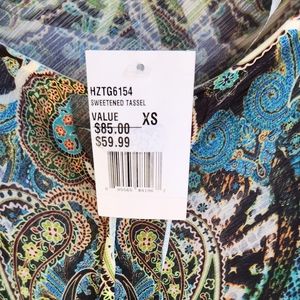 HZTG6154
SWEETENED TASSEL
VALUE XS
$85.00
$59.99